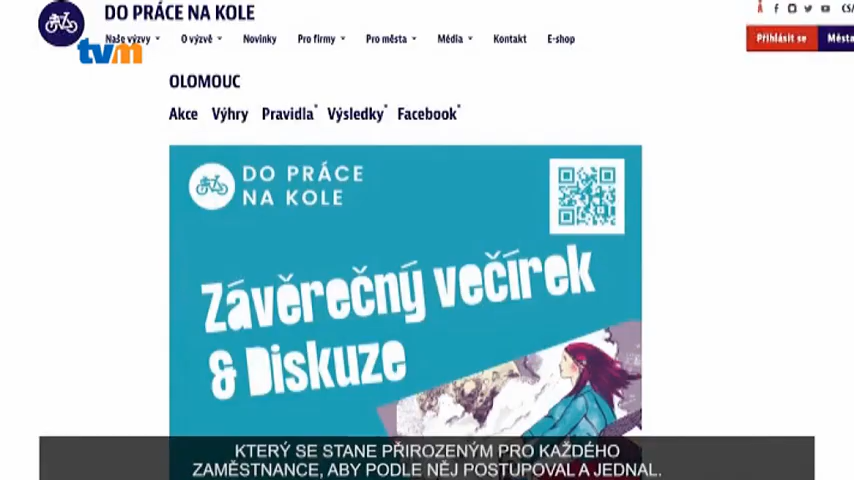 DO PRÁCE NA KOLE
Naše výzvy O výzvě Novinky Pro firmy Pro města Média Kontakt E-shop
Přihlásit se Města
tvm
OLOMOUC
Akce Výhry Pravidla Výsledky Facebook
DO PRÁCE
NA KOLE
Závěrečný večírek
& Diskuze
KTERÝ SE STANE PŘIROZENÝM PRO KAŽDÉHO
ZAMĚSTNANCE, ABY PODLE NĚJ POSTUPOVAL A JEDNAL.